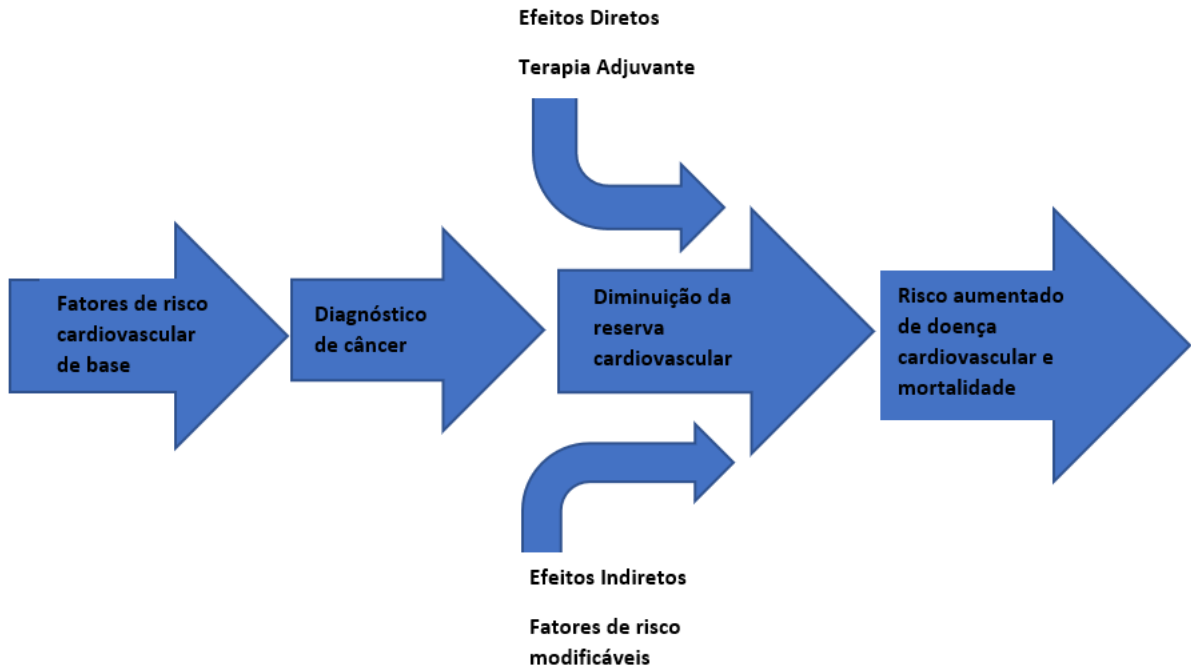 Efeitos Diretos
Terapia Adjuvante
Fatores de risco
cardiovascular
de base
Diagnóstico
de câncer
Diminuição da
reserva
cardiovascular
Risco aumentado
de doença
cardiovascular e
mortalidade
Efeitos Indiretos
Fatores de risco
modificáveis